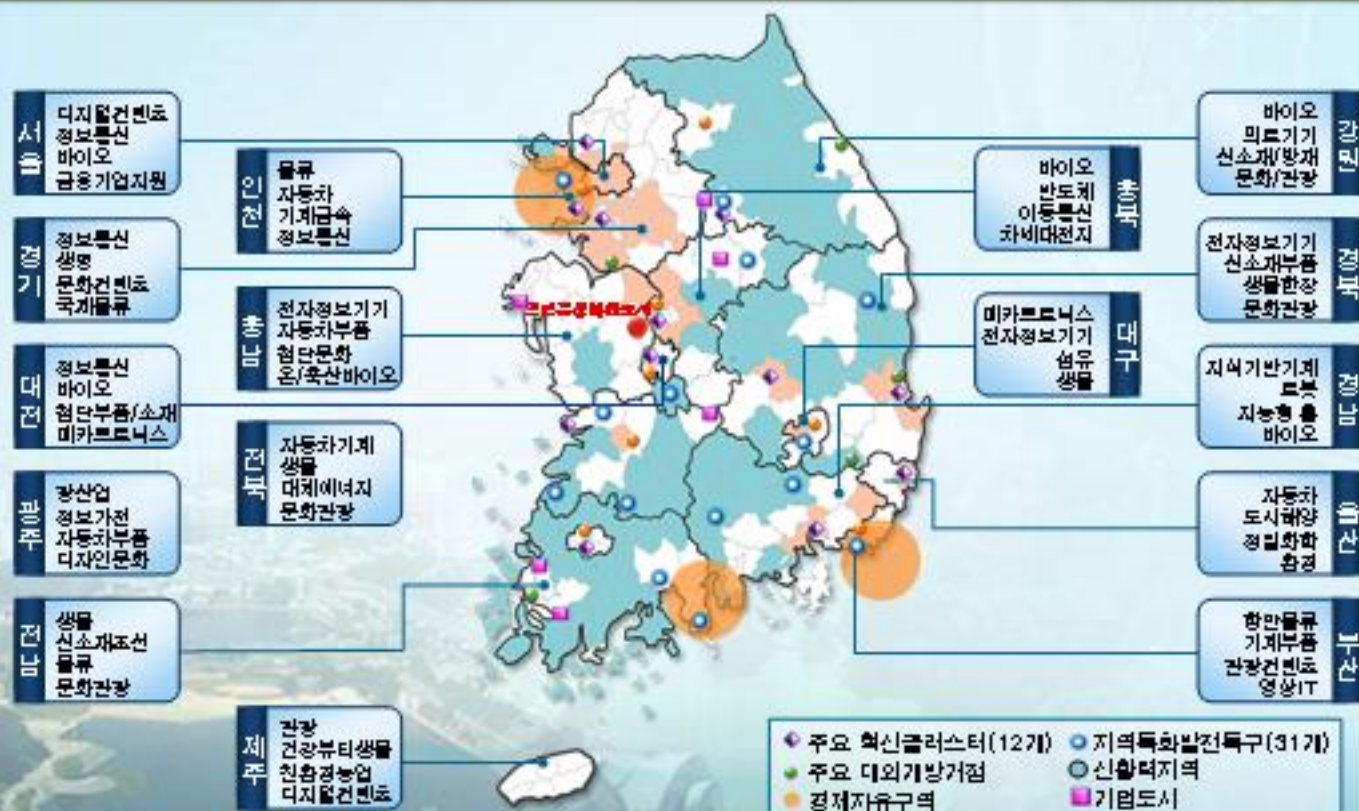 서울
디지털컨텐츠
정보통신
바이오
금융기업지원
인천
물류
자동차
기계금속
정보통신
경기
정보통신
생명
문화컨텐츠
국제물류
충남
전자정보기기
자동차부품
첨단문화
농/축산바이오
대전
정보통신
바이오
첨단부품/소재
메카트로닉스
전북
자동차기계
생물
대체에너지
문화관광
광주
광산업
정보가전
자동차부품
디자인문화
전남
생물
신소재조선
물류
문화관광
제주
관광
건강뷰티생물
친환경농업
디지털컨텐츠
강원
바이오
의료기기
신소재/방재
문화/관광
충북
바이오
반도체
이동통신
차세대전지
경북
전자정보기기
신소재부품
생물한방
문화관광
대구
메카트로닉스
전자정보기기
섬유
생물
경남
지식기반기계
로봇
지능형 홈
바이오
울산
자동차
도시해양
정밀화학
환경
부산
항만물류
기계부품
관광컨텐츠
영상IT
주요 혁신클러스터(12개)
지역특화발전특구(31개)
주요 대외개방거점
신활력지역
경제자유구역
기업도시